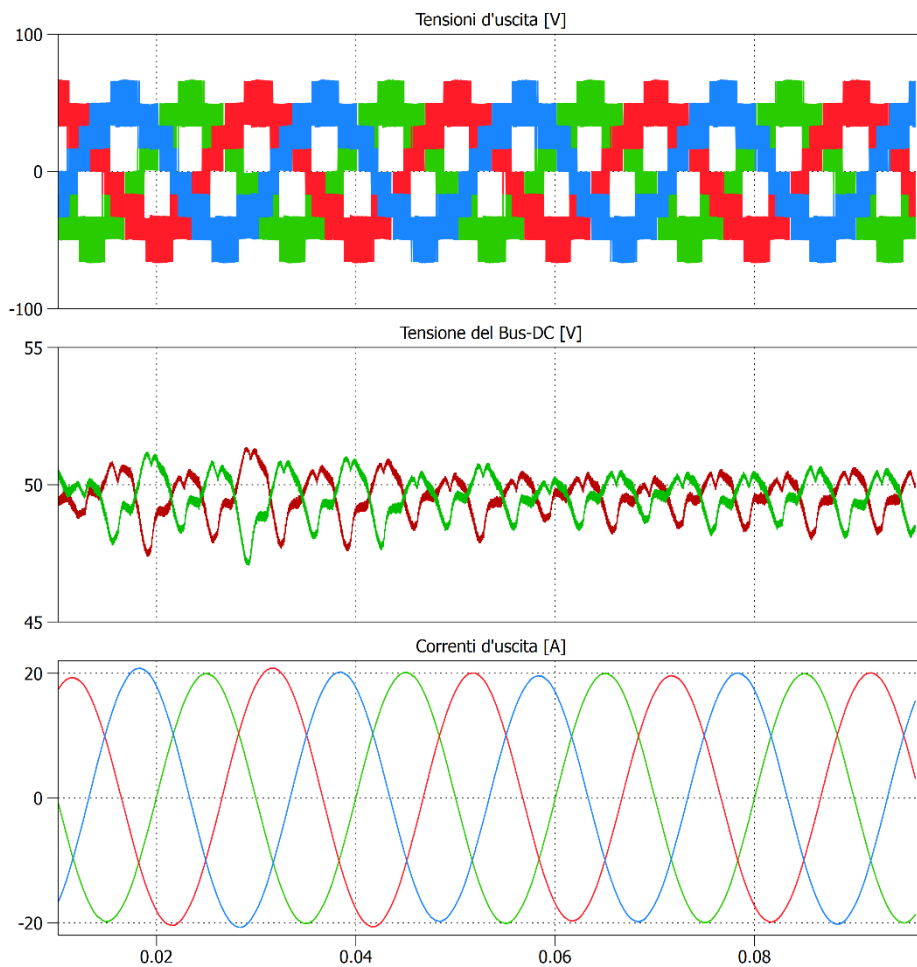 Tensioni d'uscita [V]
100
0
-100
Tensione del Bus-DC [V]
55
50
45
Correnti d'uscita [A]
20
0
-20
0.02 0.04 0.06 0.08